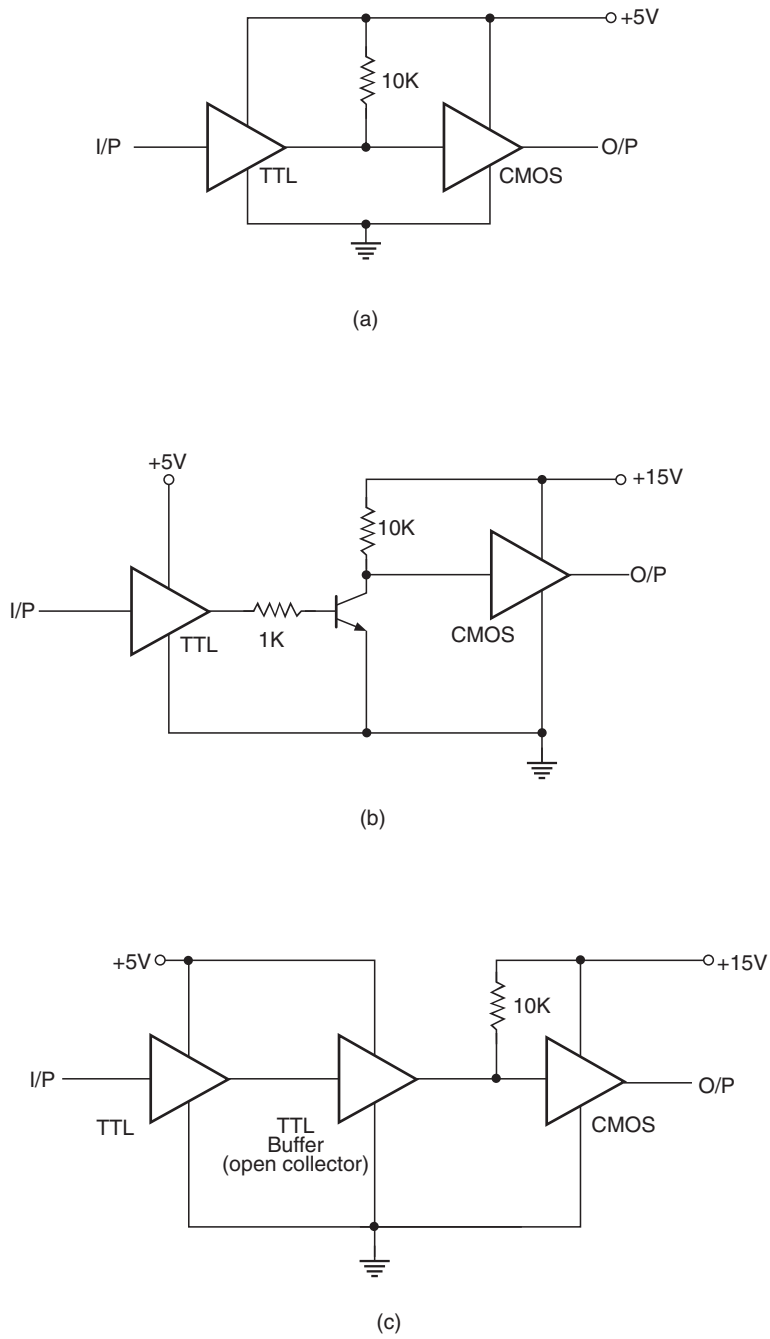 +5V
10K
I/P
TTL
CMOS
O/P
(a)
+5V
+15V
10K
I/P
TTL
1K
CMOS
O/P
(b)
+5V
+15V
10K
I/P
TTL
TTL
Buffer
(open collector)
CMOS
O/P
(c)